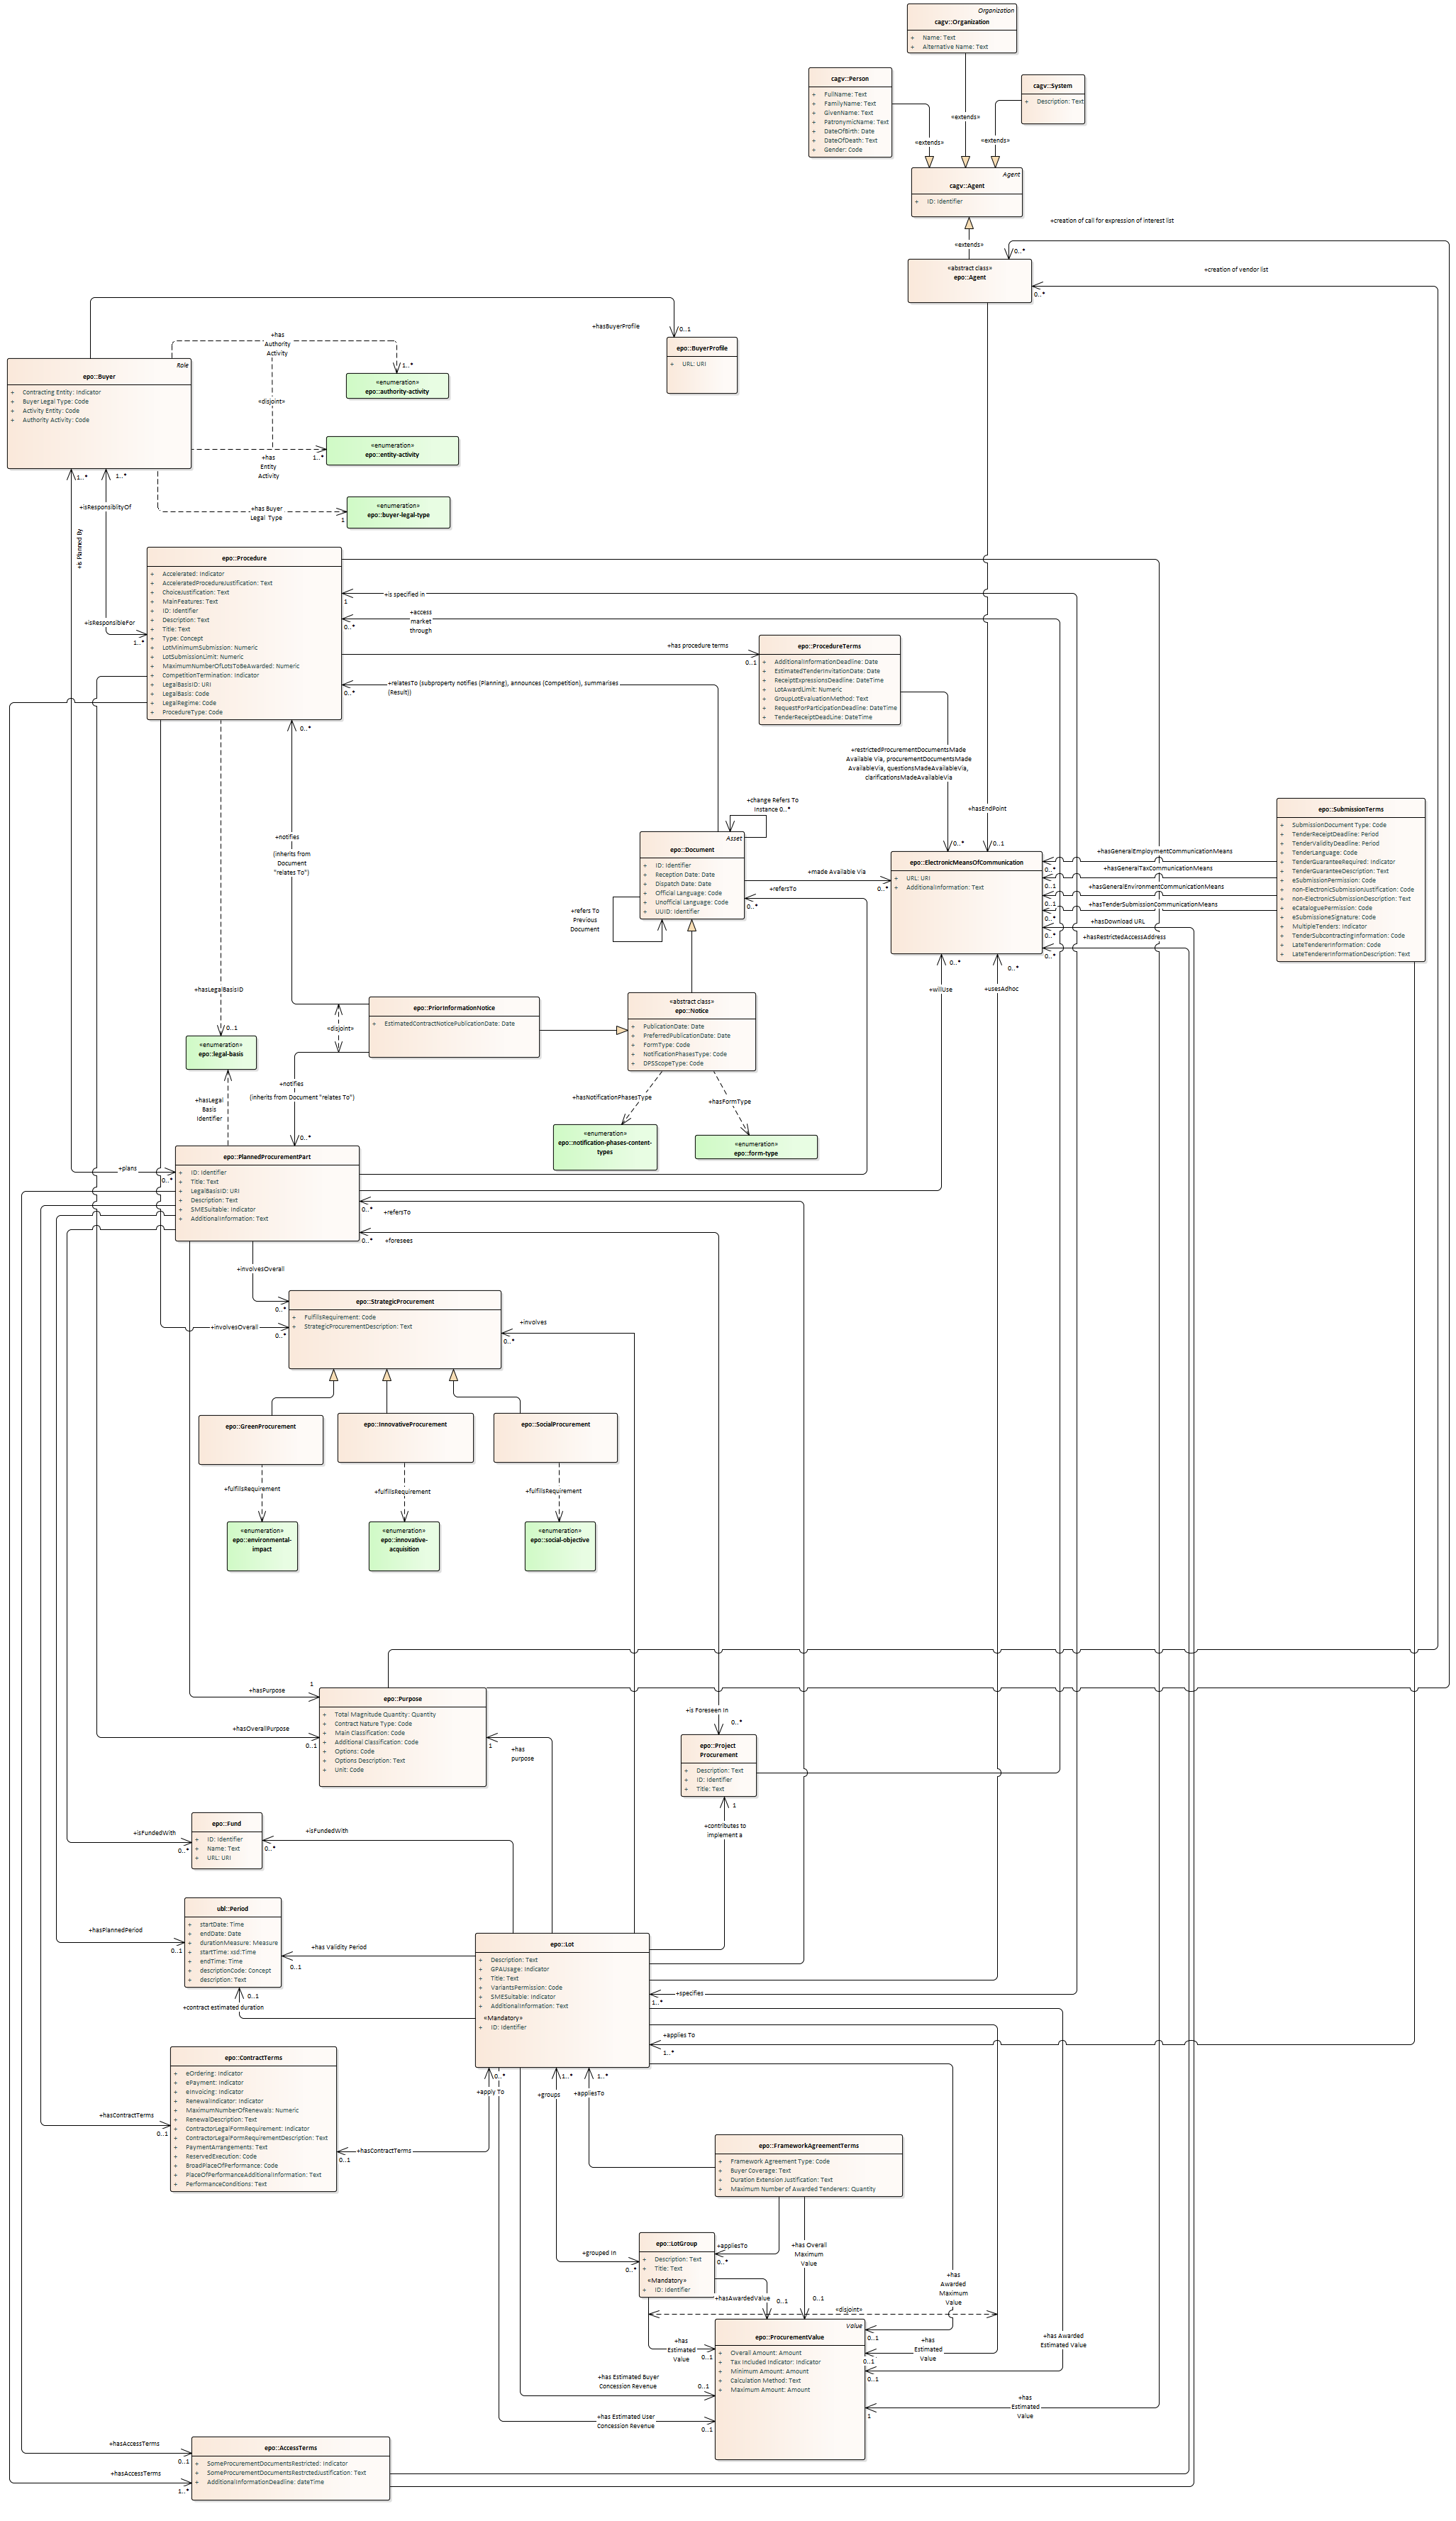 Organization
cagv::Organization
+ Name: Text
+ Alternative Name: Text
cagv::Person
+ FullName: Text
+ FamilyName: Text
+ GivenName: Text
+ PatronymicName: Text
+ DateOfBirth: Date
+ DateOfDeath: Text
+ Gender: Code
cagv::System
+ Description: Text
«extends»
«extends»
«extends»
Agent
cagv::Agent
+ ID: Identifier
+creation of call for expression of interest list
«extends»
0..*
«abstract class»
epo::Agent
+creation of vendor list
0..*
+hasBuyerProfile
0..1
epo::BuyerProfile
+ URL: URI
+has
Authority
Activity
1..*
Role
epo::Buyer
+ Contracting Entity: Indicator
+ Buyer Legal Type: Code
+ Activity Entity: Code
+ Authority Activity: Code
«enumeration»
epo::authority-activity
«disjoint»
«enumeration»
epo::entity-activity
+has
Entity
Activity
1..*
«enumeration»
epo::buyer-legal-type
+has Buyer
Legal Type
1
1..*
1..*
+isResponsiblityOf
+is Planned By
+isResponsibleFor
1..*
epo::Procedure
+ Accelerated: Indicator
+ AcceleratedProcedureJustification: Text
+ ChoiceJustification: Text
+ MainFeatures: Text
+ ID: Identifier
+ Description: Text
+ Title: Text
+ Type: Concept
+ LotMinimumSubmission: Numeric
+ LotSubmissionLimit: Numeric
+ MaximumNumberOfLotsToBeAwarded: Numeric
+ CompetitionTermination: Indicator
+ LegalBasisID: URI
+ LegalBasis: Code
+ LegalRegime: Code
+ ProcedureType: Code
+is specified in
1
+access
market
through
0..*
+has procedure terms
0..1
epo::ProcedureTerms
+ AdditionalInformationDeadline: Date
+ EstimatedTenderInvitationDate: Date
+ ReceiptExpressionsDeadline: DateTime
+ LotAwardLimit: Numeric
+ GroupLotEvaluationMethod: Text
+ RequestForParticipationDeadline: DateTime
+ TenderReceiptDeadLine: DateTime
+relatesTo (subproperty notifies (Planning), announces (Competition), summarises
(Result))
0..*
0..*
+restrictedProcurementDocumentsMade
Available Via, procurementDocumentsMade
AvailableVia, questionsMadeAvailableVia,
clarificationsMadeAvailableVia
+change Refers To
Instance 0..*
+hasEndPoint
0..*
0..1
epo::SubmissionTerms
+ SubmissionDocument Type: Code
+ TenderReceiptDeadline: Period
+ TenderValidityDeadline: Period
+ TenderLanguage: Code
+ TenderGuaranteeRequired: Indicator
+ TenderGuaranteeDescription: Text
+ eSubmissionPermission: Code
+ non-ElectronicSubmissionJustification: Code
+ non-ElectronicSubmissionDescription: Text
+ eCataloguePermission: Code
+ eSubmissioneSignature: Code
+ MultipleTenders: Indicator
+ TenderSubcontractingInformation: Code
+ LateTendererInformation: Code
+ LateTendererInformationDescription: Text
+notifies
(inherits from
Document
"relates To")
Asset
epo::Document
+ ID: Identifier
+ Reception Date: Date
+ Dispatch Date: Date
+ Official Language: Code
+ Unofficial Language: Code
+ UUID: Identifier
+made Available Via
0..*
+refersTo
0..*
+refers To
Previous
Document
epo::ElectronicMeansOfCommunication
+ URL: URI
+ AdditionalInformation: Text
+hasGeneralEmploymentCommunicationMeans
0..*
+hasGeneralTaxCommunicationMeans
0..1
+hasGeneralEnvironmentCommunicationMeans
0..1
+hasTenderSubmissionCommunicationMeans
0..*
+hasDownload URL
0..*
+hasRestrictedAccessAddress
0..*
0..*
0..*
+willUse
+usesAdhoc
+hasLegalBasisID
0..1
epo::PriorInformationNotice
+ EstimatedContractNoticePublicationDate: Date
«disjoint»
«abstract class»
epo::Notice
+ PublicationDate: Date
+ PreferredPublicationDate: Date
+ FormType: Code
+ NotificationPhasesType: Code
+ DPSScopeType: Code
«enumeration»
epo::legal-basis
+notifies
(inherits from Document "relates To")
0..*
+hasLegal
Basis
Identifier
+hasNotificationPhasesType
+hasFormType
«enumeration»
epo::notification-phases-content-
types
«enumeration»
epo::form-type
+plans
0..*
epo::PlannedProcurementPart
+ ID: Identifier
+ Title: Text
+ LegalBasisID: URI
+ Description: Text
+ SMESuitable: Indicator
+ AdditionalInformation: Text
0..*
+refersTo
0..*
+foresees
+involvesOverall
0..*
+involvesOverall
0..*
epo::StrategicProcurement
+ FulfillsRequirement: Code
+ StrategicProcurementDescription: Text
+involves
0..*
epo::GreenProcurement
epo::InnovativeProcurement
epo::SocialProcurement
+fulfillsRequirement
+fulfillsRequirement
+fulfillsRequirement
«enumeration»
epo::environmental-
impact
«enumeration»
epo::innovative-
acquisition
«enumeration»
epo::social-objective
+hasPurpose
1
+hasOverallPurpose
0..1
epo::Purpose
+ Total Magnitude Quantity: Quantity
+ Contract Nature Type: Code
+ Main Classification: Code
+ Additional Classification: Code
+ Options: Code
+ Options Description: Text
+ Unit: Code
1
+has
purpose
+is Foreseen In
0..*
epo::Project
Procurement
+ Description: Text
+ ID: Identifier
+ Title: Text
1
+contributes to
implement a
+isFundedWith
0..*
epo::Fund
+ ID: Identifier
+ Name: Text
+ URL: URI
+isFundedWith
0..*
+hasPlannedPeriod
0..1
ubl::Period
+ startDate: Time
+ endDate: Date
+ durationMeasure: Measure
+ startTime: xsd:Time
+ endTime: Time
+ descriptionCode: Concept
+ description: Text
+has Validity Period
0..1
0..1
+contract estimated duration
epo::Lot
+ Description: Text
+ GPAUsage: Indicator
+ Title: Text
+ VariantsPermission: Code
+ SMESuitable: Indicator
+ AdditionalInformation: Text
«Mandatory»
+ ID: Identifier
+specifies
1..*
+applies To
1..*
epo::ContractTerms
+ eOrdering: Indicator
+ ePayment: Indicator
+ eInvoicing: Indicator
+ RenewalIndicator: Indicator
+ MaximumNumberOfRenewals: Numeric
+ RenewalDescription: Text
+ ContractorLegalFormRequirement: Indicator
+ ContractorLegalFormRequirementDescription: Text
+ PaymentArrangements: Text
+ ReservedExecution: Code
+ BroadPlaceOfPerformance: Code
+ PlaceOfPerformanceAdditionalInformation: Text
+ PerformanceConditions: Text
+hasContractTerms
0..1
+hasContractTerms
0..1
0..*
+apply To
1..*
+groups
1..*
+appliesTo
epo::FrameworkAgreementTerms
+ Framework Agreement Type: Code
+ Buyer Coverage: Text
+ Duration Extension Justification: Text
+ Maximum Number of Awarded Tenderers: Quantity
+grouped In
0..*
epo::LotGroup
+ Description: Text
+ Title: Text
«Mandatory»
+ ID: Identifier
+appliesTo
0..*
+has Overall
Maximum
Value
0..1
+hasAwardedValue
0..1
+has
Awarded
Maximum
Value
0..1
«disjoint»
Value
epo::ProcurementValue
+ Overall Amount: Amount
+ Tax Included Indicator: Indicator
+ Minimum Amount: Amount
+ Calculation Method: Text
+ Maximum Amount: Amount
+has
Estimated
Value
0..1
+has
Estimated
Value
0..1
+has Awarded
Estimated Value
0..1
+has Estimated Buyer
Concession Revenue
0..1
+has Estimated User
Concession Revenue
0..1
+has
Estimated
Value
1
+hasAccessTerms
0..1
+hasAccessTerms
1..*
epo::AccessTerms
+ SomeProcurementDocumentsRestricted: Indicator
+ SomeProcurementDocumentsRestrctedJustification: Text
+ AdditionalInformationDeadline: dateTime